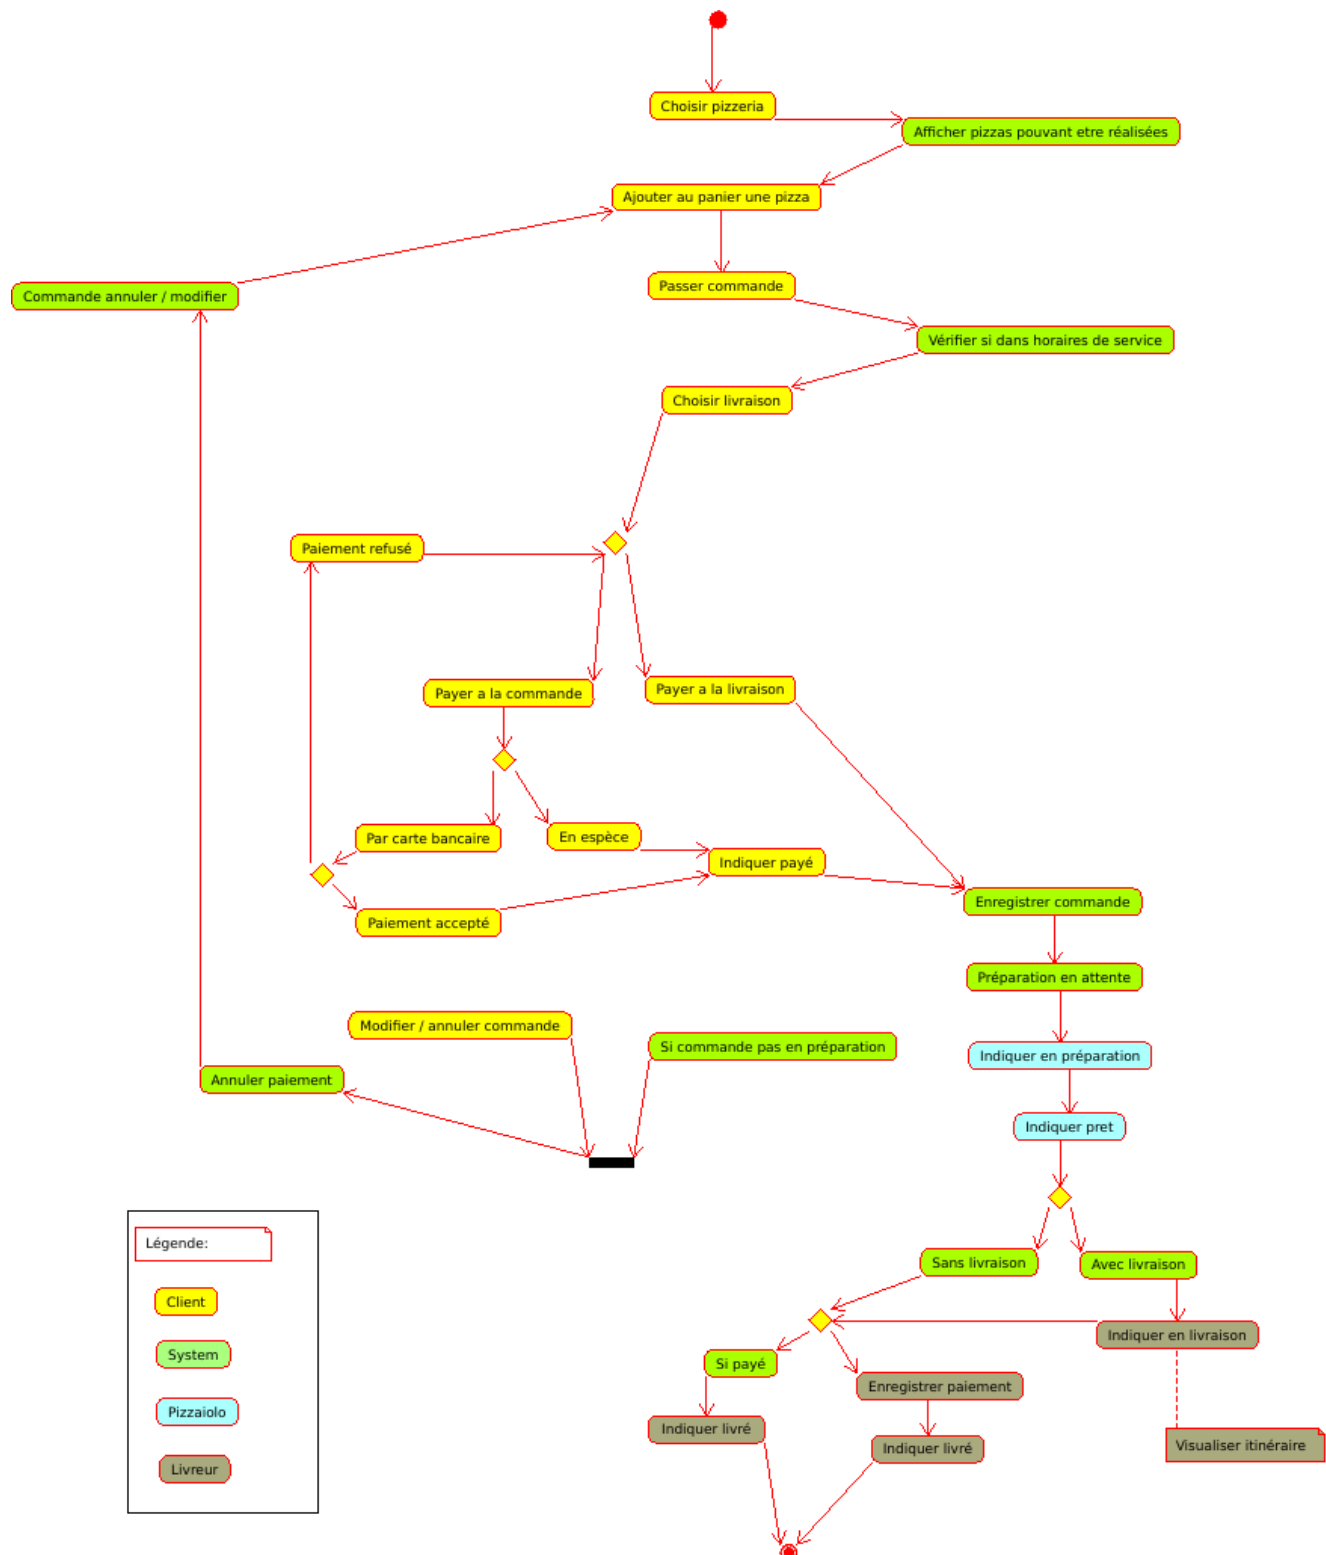 Choisir pizzeria
Afficher pizzas pouvant etre réalisées
Ajouter au panier une pizza
Passer commande
Commande annuler / modifier
Vérifier si dans horaires de service
Choisir livraison
Paiement refusé
Payer a la commande
Payer a la livraison
Par carte bancaire
En espèce
Indiquer payé
Paiement accepté
Enregistrer commande
Préparation en attente
Modifier / annuler commande
Si commande pas en préparation
Indiquer en préparation
Annuler paiement
Indiquer pret
Sans livraison
Avec livraison
Indiquer en livraison
Si payé
Enregistrer paiement
Indiquer livré
Indiquer livré
Visualiser itinéraire
Légende:
Client
System
Pizzaiolo
Livreur